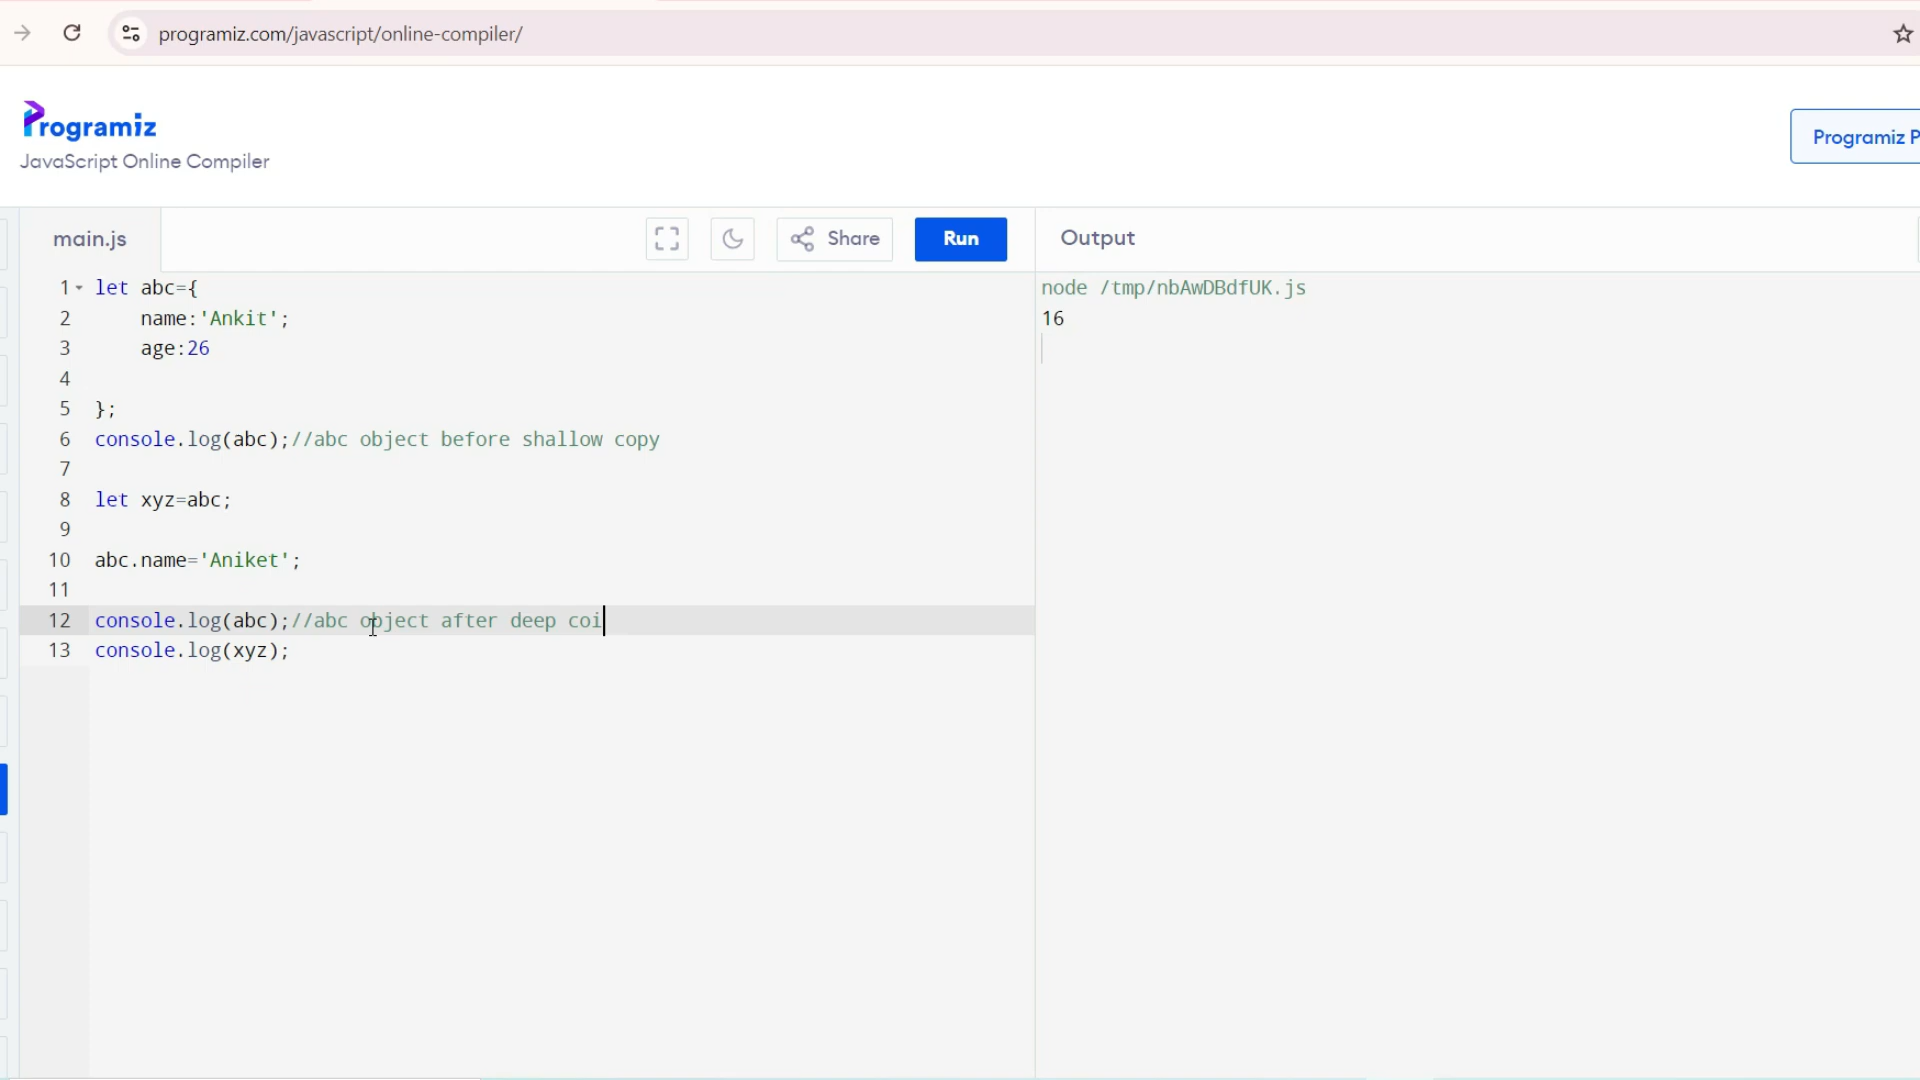 programiz.com/javascript/online-compiler/
Programiz
JavaScript Online Compiler
Programiz P
main.js
Share
Run
Output
1 let abc={
2 name:'Ankit';
3 age:26
4
5 };
6 console.log(abc);//abc object before shallow copy
7
8 let xyz=abc;
9
10 abc.name='Aniket';
11
12 console.log(abc);//abc object after deep coi
13 console.log(xyz);
node /tmp/nbAwDBdfUK.js
16